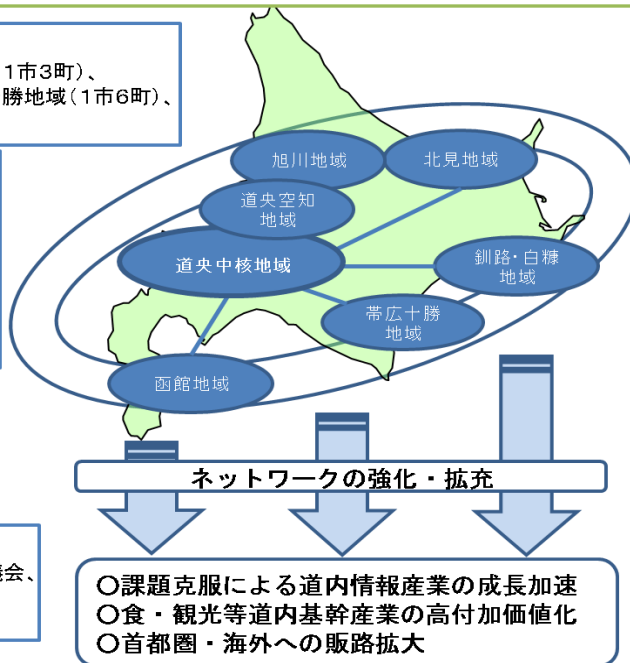 1市3町)、
勝地域(1市6町)、
旭川地域
北見地域
道央空知
地域
道央中核地域
釧路・白糠
地域
帯広十勝
地域
函館地域
ネットワークの強化・拡充
会、
○課題克服による道内情報産業の成長加速
○食・観光等道内基幹産業の高付加価値化
○首都圏・海外への販路拡大